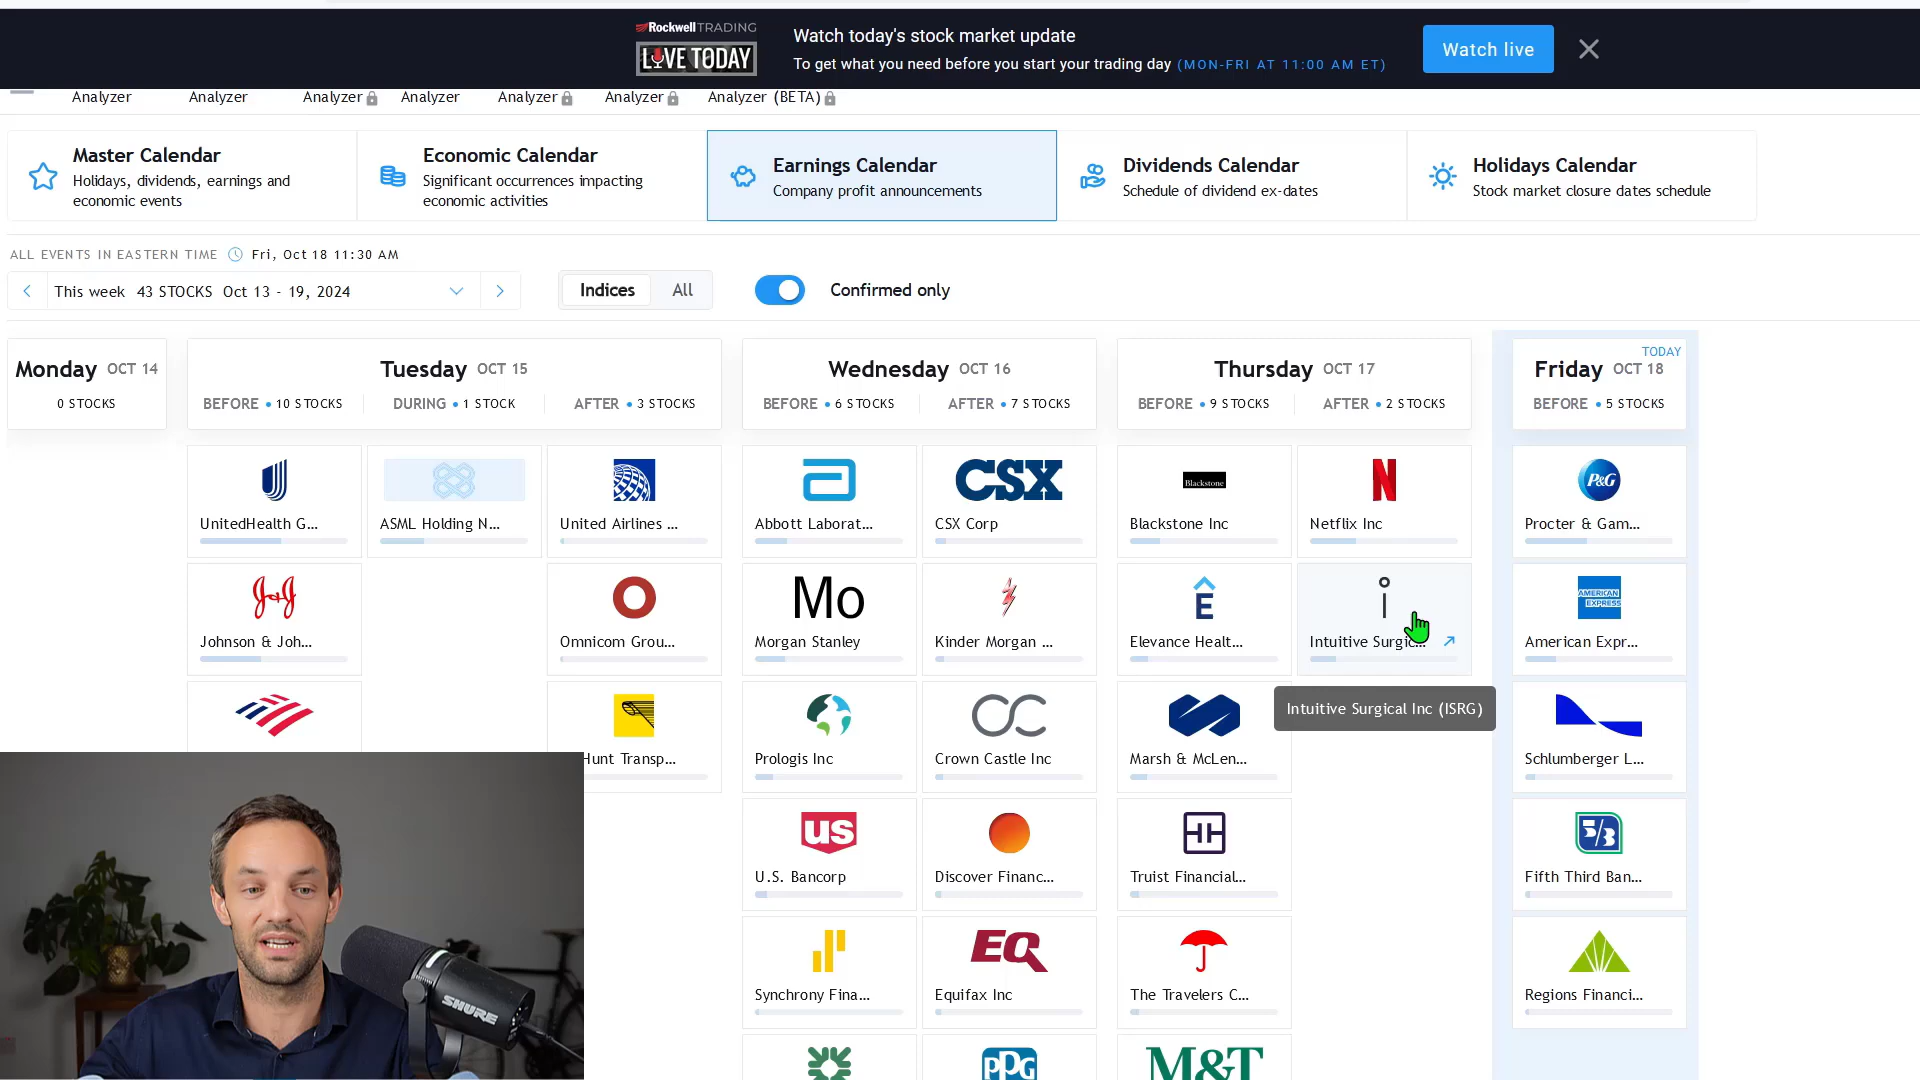 Rockwell TRADING
LIVE TODAY
Watch today's stock market update
To get what you need before you start your trading day (MON-FRI AT 11:00 AM ET)
Watch live
Analyzer Analyzer Analyzer Analyzer Analyzer Analyzer Analyzer (BETA)
Master Calendar
Holidays, dividends, earnings and
economic events
Economic Calendar
Significant occurrences impacting
economic activities
Earnings Calendar
Company profit announcements
Dividends Calendar
Schedule of dividend ex-dates
Holidays Calendar
Stock market closure dates schedule
ALL EVENTS IN EASTERN TIME Fri, Oct 18 11:30 AM
This week 43 STOCKS Oct 13 - 19, 2024
Indices All
Confirmed only
Monday OCT 14
0 STOCKS
Tuesday OCT 15
BEFORE • 10 STOCKS DURING • 1 STOCK AFTER • 3 STOCKS
Wednesday OCT 16
BEFORE • 6 STOCKS AFTER • 7 STOCKS
Thursday OCT 17
BEFORE • 9 STOCKS AFTER • 2 STOCKS
TODAY
Friday OCT 18
BEFORE • 5 STOCKS
CSX
Blackstone
N
P&G
UnitedHealth G...
ASML Holding N...
United Airlines ...
Abbott Laborat...
CSX Corp
Blackstone Inc
Netflix Inc
Procter & Gam...
J&J
Mo
E
i
AMERICAN
EXPRESS
Johnson & Joh...
Omnicom Grou...
Morgan Stanley
Kinder Morgan ...
Elevance Healt...
Intuitive Surgic...
American Expr...
Intuitive Surgical Inc (ISRG)
CC
Hunt Transp...
Prologis Inc
Crown Castle Inc
Marsh & McLen...
Schlumberger L...
us
5/3
U.S. Bancorp
Discover Financ...
Truist Financial...
Fifth Third Ban...
EQ
Synchrony Fina...
Equifax Inc
The Travelers C...
Regions Financi...
PPG
M&T
SHURE